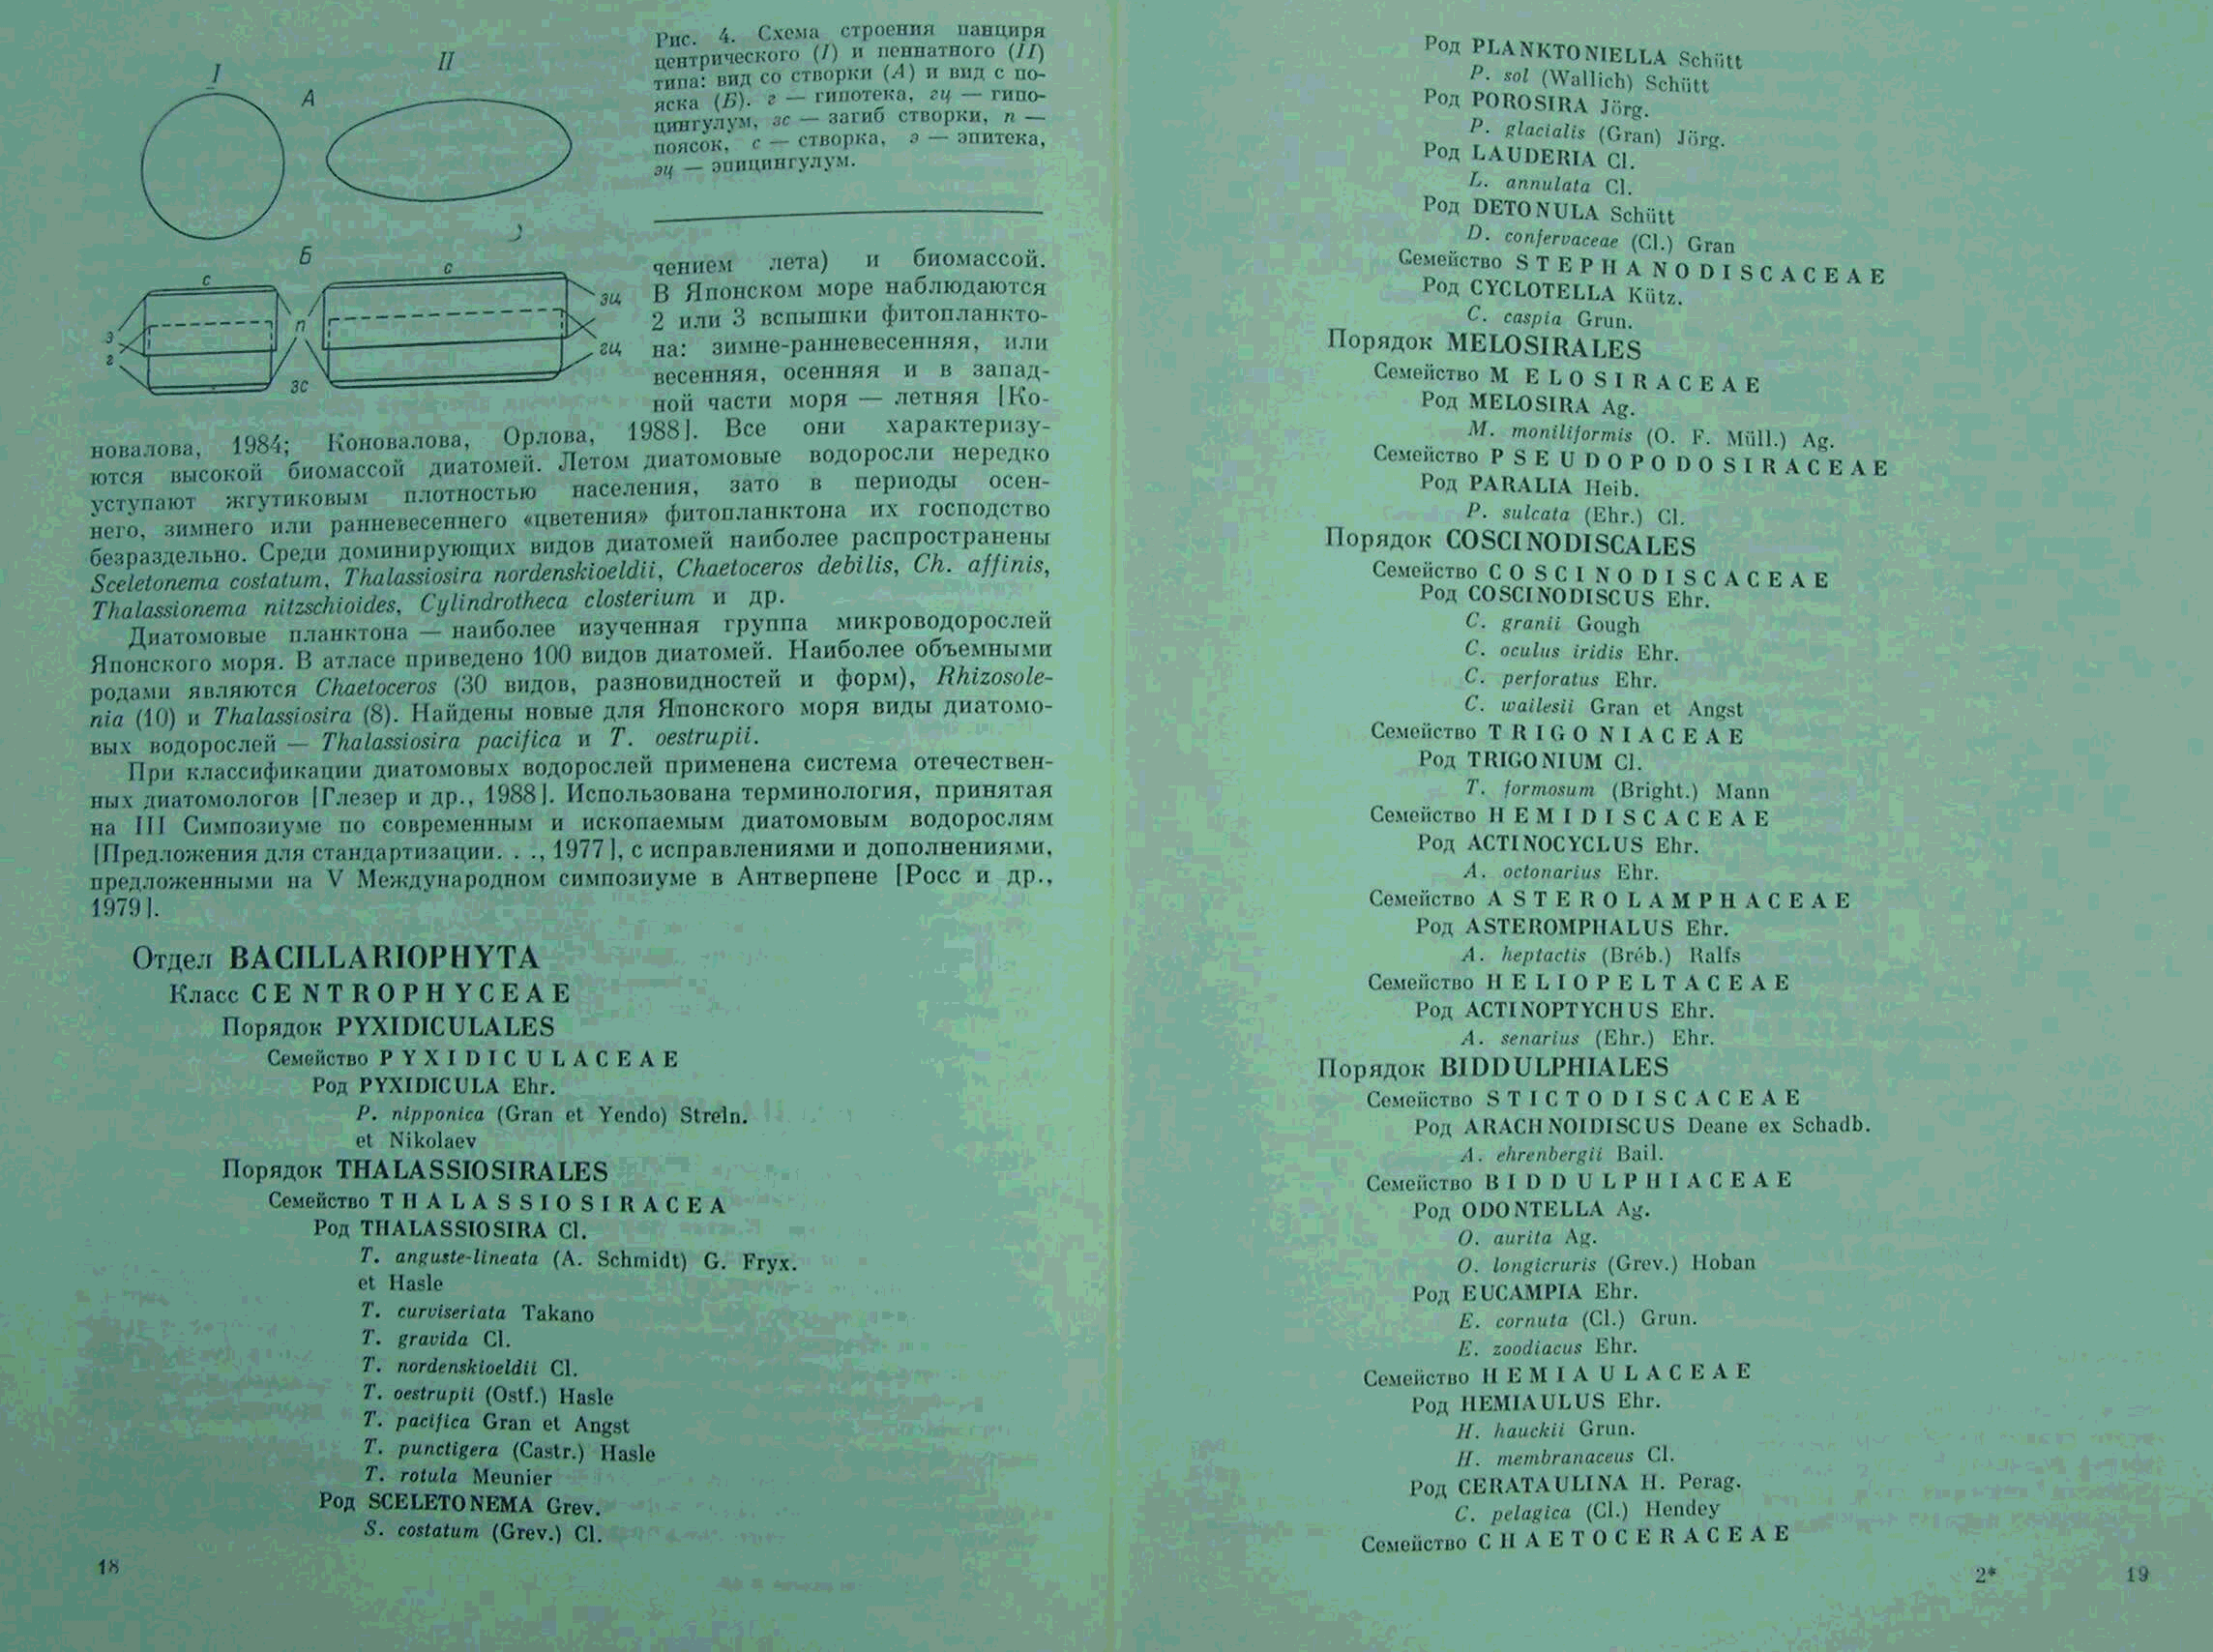 I
II
А
Б
с
с
п
э
г
зс
эц
гц
Рис. 4. Схема строения панциря
центрического (I) и пеннатного (II)
типа: вид со створки (А) и вид с по-
яска (Б). г — гипотека, гц — гипо-
цингулум, зс — загиб створки, п —
поясок, с — створка, э — эпитека,
эц — эпицингулум.
чением лета) и биомассой.
В Японском море наблюдаются
2 или 3 вспышки фитопланкто-
на: зимне-ранневесенняя, или
весенняя, осенняя и в запад-
ной части моря — летняя [Ко-
новалова, 1984; Коновалова, Орлова, 1988]. Все они характеризу-
ются высокой биомассой диатомей. Летом диатомовые водоросли нередко
уступают жгутиковым плотностью населения, зато в периоды осен-
него, зимнего или ранневесеннего «цветения» фитопланктона их господство
безраздельно. Среди доминирующих видов диатомей наиболее распространены
Sceletonema costatum, Thalassiosira nordenskioeldii, Chaetoceros debilis, Ch. affinis,
Thalassionema nitzschioides, Cylindrotheca closterium и др.
Диатомовые планктона — наиболее изученная группа микроводорослей
Японского моря. В атласе приведено 100 видов диатомей. Наиболее объемными
родами являются Chaetoceros (30 видов, разновидностей и форм), Rhizosole-
nia (10) и Thalassiosira (8). Найдены новые для Японского моря виды диатомо-
вых водорослей — Thalassiosira pacifica и T. oestrupii.
При классификации диатомовых водорослей применена система отечествен-
ных диатомологов [Глезер и др., 1988]. Использована терминология, принятая
на III Симпозиуме по современным и ископаемым диатомовым водорослям
[Предложения для стандартизации. . ., 1977], с исправлениями и дополнениями,
предложенными на V Международном симпозиуме в Антверпене [Росс и др.,
1979].
Отдел BACILLARIOPHYTA
Класс CENTROPHYCEAE
Порядок PYXIDICULALES
Семейство PYXIDICULACEAE
Род PYXIDICULA Ehr.
P. nipponica (Gran et Yendo) Streln.
et Nikolaev
Порядок THALASSIOSIRALES
Семейство THALASSIOSIRACEA
Род THALASSIOSIRA Cl.
T. anguste-lineata (A. Schmidt) G. Fryx.
et Hasle
T. curviseriata Takano
T. gravida Cl.
T. nordenskioeldii Cl.
T. oestrupii (Ostf.) Hasle
T. pacifica Gran et Angst
T. punctigera (Castr.) Hasle
T. rotula Meunier
Род SCELETONEMA Grev.
S. costatum (Grev.) Cl.
18
Род PLANKTONIELLA Schütt
P. sol (Wallich) Schütt
Род POROSIRA Jörg.
P. glacialis (Gran) Jörg.
Род LAUDERIA Cl.
L. annulata Cl.
Род DETONULA Schütt
D. confervaceae (Cl.) Gran
Семейство STEPHANODISCACEAE
Род CYCLOTELLA Kütz.
C. caspia Grun.
Порядок MELOSIRALES
Семейство MELOSIRACEAE
Род MELOSIRA Ag.
M. moniliformis (O. F. Müll.) Ag.
Семейство PSEUDOPODOSIRACEAE
Род PARALIA Heib.
P. sulcata (Ehr.) Cl.
Порядок COSCINODISCALES
Семейство COSCINODISCACEAE
Род COSCINODISCUS Ehr.
C. granii Gough
C. oculus iridis Ehr.
C. perforatus Ehr.
C. wailesii Gran et Angst
Семейство TRIGONIACEAE
Род TRIGONIUM Cl.
T. formosum (Bright.) Mann
Семейство HEMIDISCACEAE
Род ACTINOCYCLUS Ehr.
A. octonarius Ehr.
Семейство ASTEROLAMPHACEAE
Род ASTEROMPHALUS Ehr.
A. heptactis (Bréb.) Ralfs
Семейство HELIOPELTACEAE
Род ACTINOPTYCHUS Ehr.
A. senarius (Ehr.) Ehr.
Порядок BIDDULPHIALES
Семейство STICTODISCACEAE
Род ARACHNOIDISCUS Deane ex Schadb.
A. ehrenbergii Bail.
Семейство BIDDULPHIACEAE
Род ODONTELLA Ag.
O. aurita Ag.
O. longicruris (Grev.) Hoban
Род EUCAMPIA Ehr.
E. cornuta (Cl.) Grun.
E. zoodiacus Ehr.
Семейство HEMIAULACEAE
Род HEMIAULUS Ehr.
H. hauckii Grun.
H. membranaceus Cl.
Род CERATAULINA H. Perag.
C. pelagica (Cl.) Hendey
Семейство CHAETOCERACEAE
2*
19